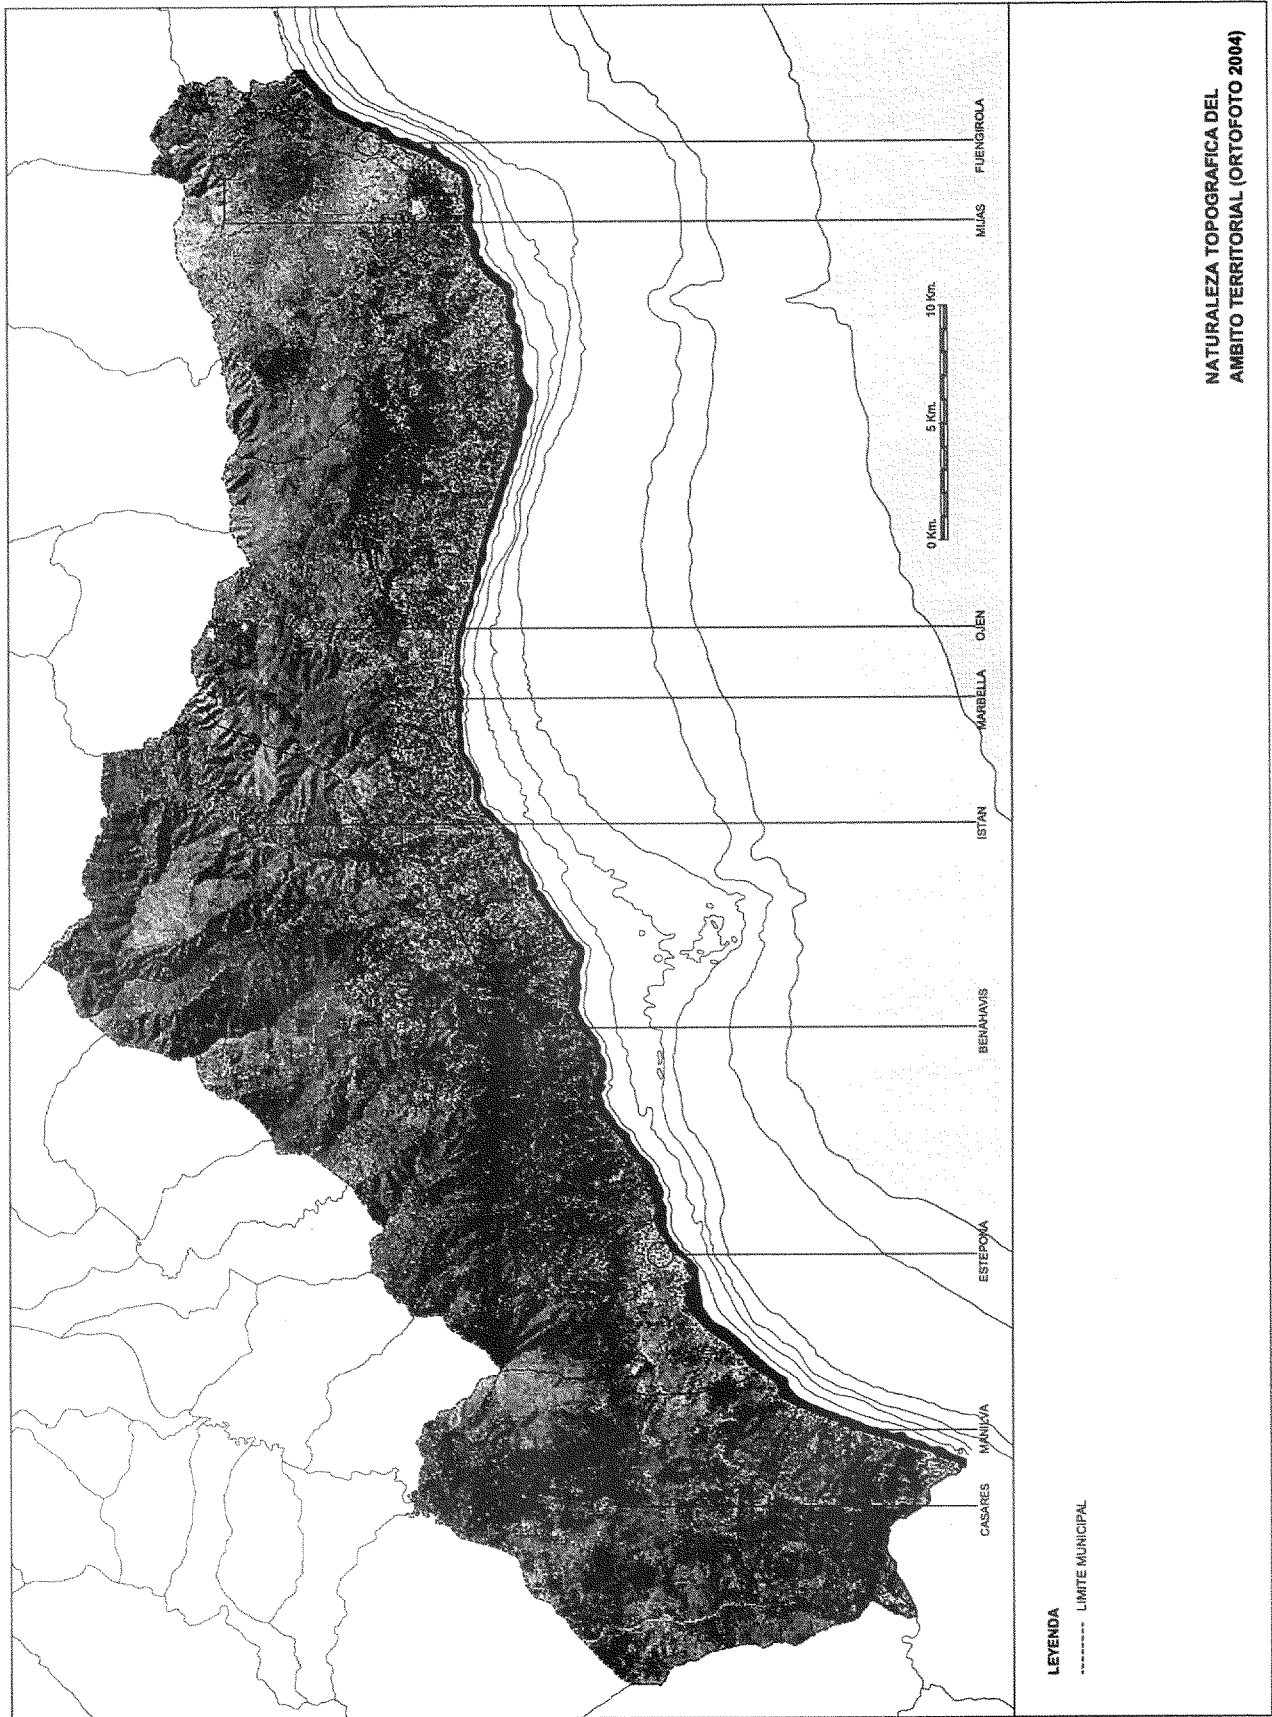 NATURALEZA TOPOGRAFICA DEL
AMBITO TERRITORIAL (ORTOFOTO 2004)
CASARES
MANILVA
ESTEPONA
BENAHAVIS
ISTAN
MARBELLA
OJEN
MIJAS
FUENGIROLA
0 Km.
5 Km.
10 Km.
LEYENDA
LIMITE MUNICIPAL